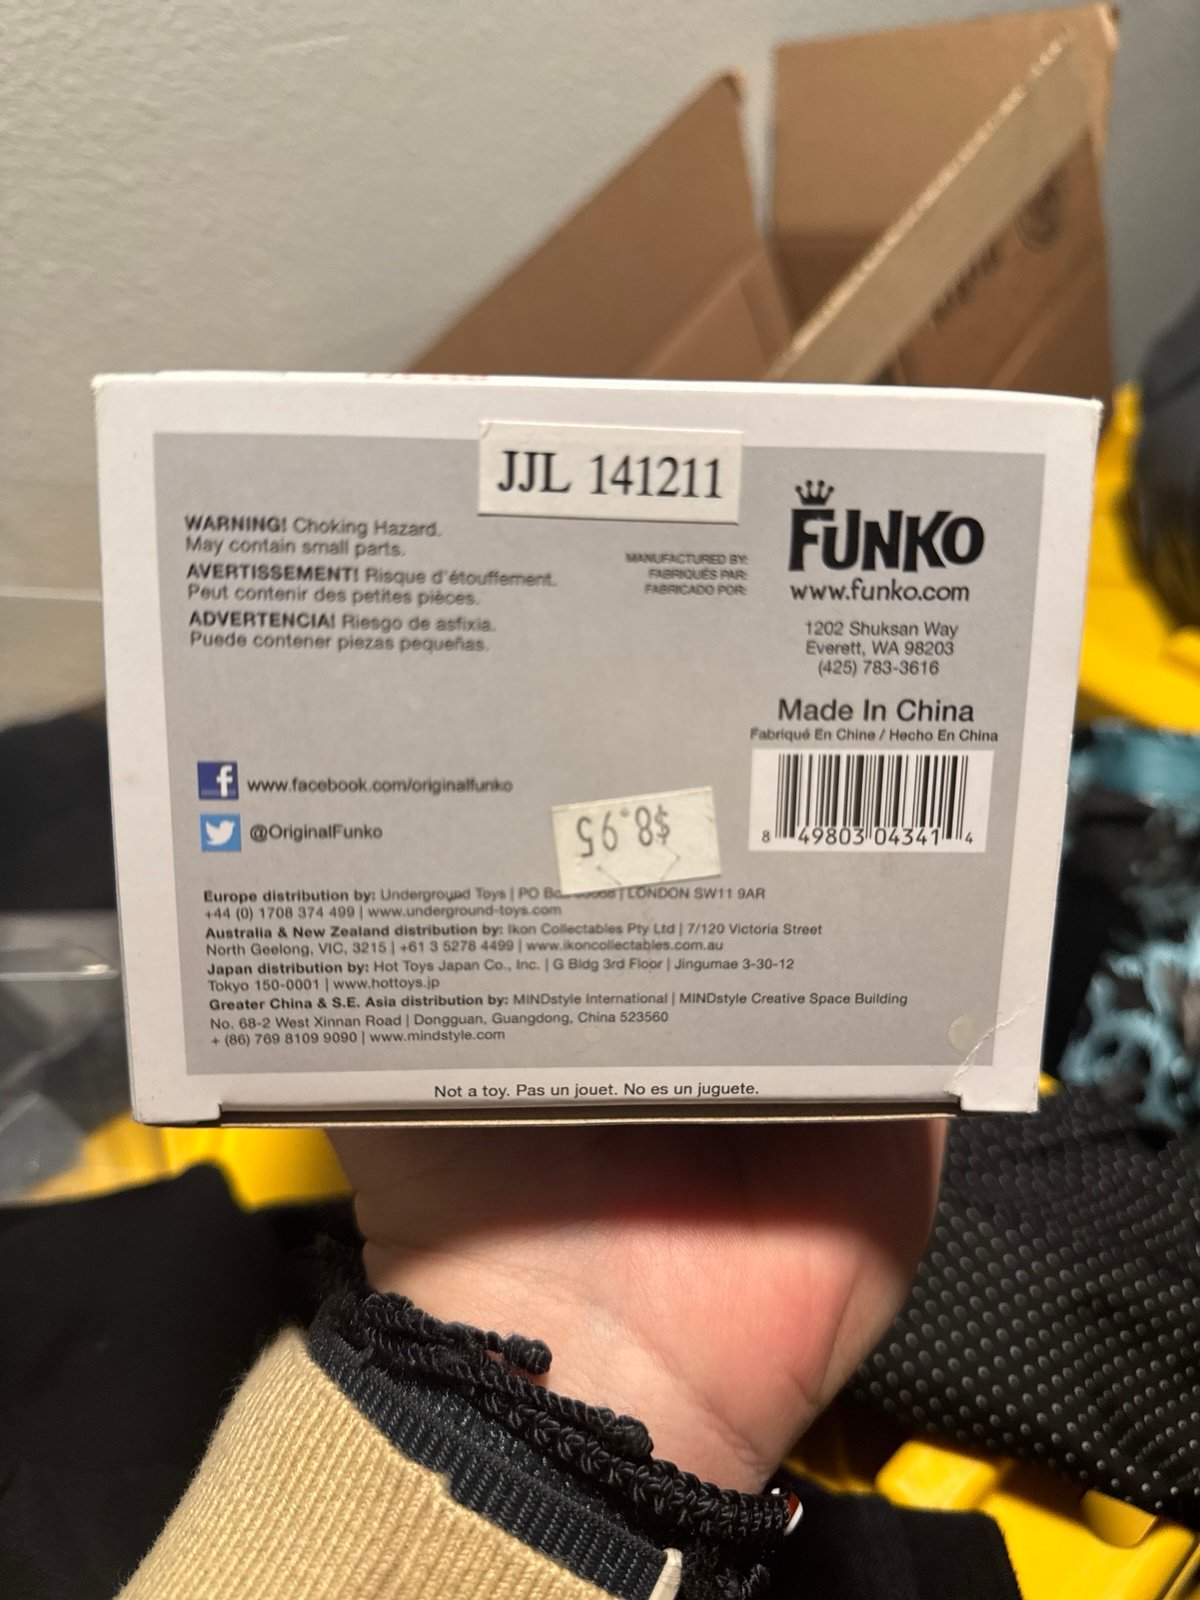 JJL 141211
WARNING! Choking Hazard.
May contain small parts.
AVERTISSEMENT! Risque d'étouffement.
Peut contenir des petites pièces.
ADVERTENCIA! Riesgo de asfixia.
Puede contener piezas pequeñas.
MANUFACTURED BY:
FABRIQUÉS PAR:
FABRICADO POR:
FUNKO
www.funko.com
1202 Shuksan Way
Everett, WA 98203
(425) 783-3616
Made In China
Fabriqué En Chine / Hecho En China
8 49803 04341 4
www.facebook.com/originalfunko
@OriginalFunko
$8.95
Europe distribution by: Underground Toys | PO | LONDON SW11 9AR
+44 (0) 1708 374 499 | www.underground-toys.com
Australia & New Zealand distribution by: Ikon Collectables Pty Ltd | 7/120 Victoria Street
North Geelong, VIC, 3215 | +61 3 5278 4499 | www.ikoncollectables.com.au
Japan distribution by: Hot Toys Japan Co., Inc. | G Bldg 3rd Floor | Jingumae 3-30-12
Tokyo 150-0001 | www.hottoys.jp
Greater China & S.E. Asia distribution by: MINDstyle International | MINDstyle Creative Space Building
No. 68-2 West Xinnan Road | Dongguan, Guangdong, China 523560
+ (86) 769 8109 9090 | www.mindstyle.com
Not a toy. Pas un jouet. No es un juguete.